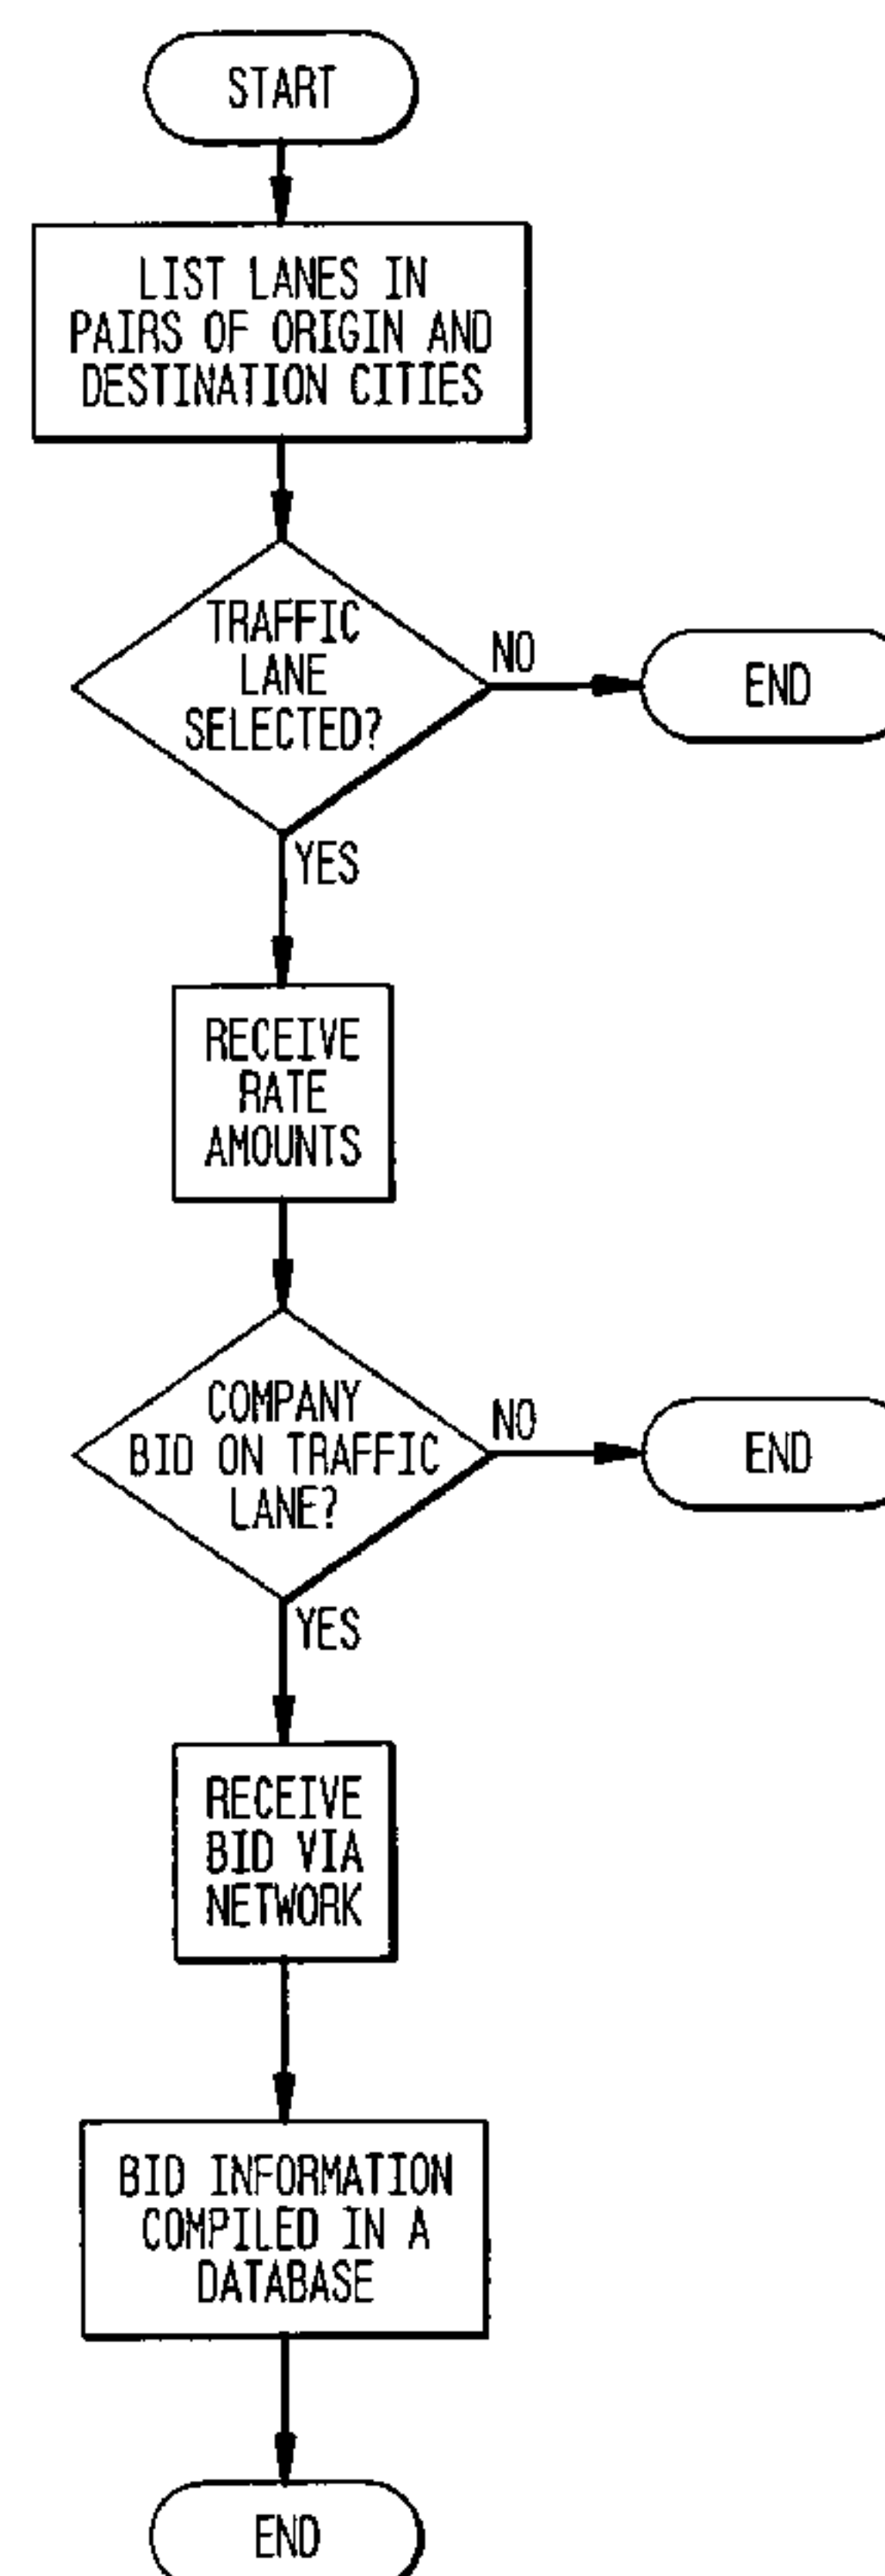 START
LIST LANES IN
PAIRS OF ORIGIN AND
DESTINATION CITIES
TRAFFIC
LANE
SELECTED?
NO
END
YES
RECEIVE
RATE
AMOUNTS
COMPANY
BID ON TRAFFIC
LANE?
NO
END
YES
RECEIVE
BID VIA
NETWORK
BID INFORMATION
COMPILED IN A
DATABASE
END